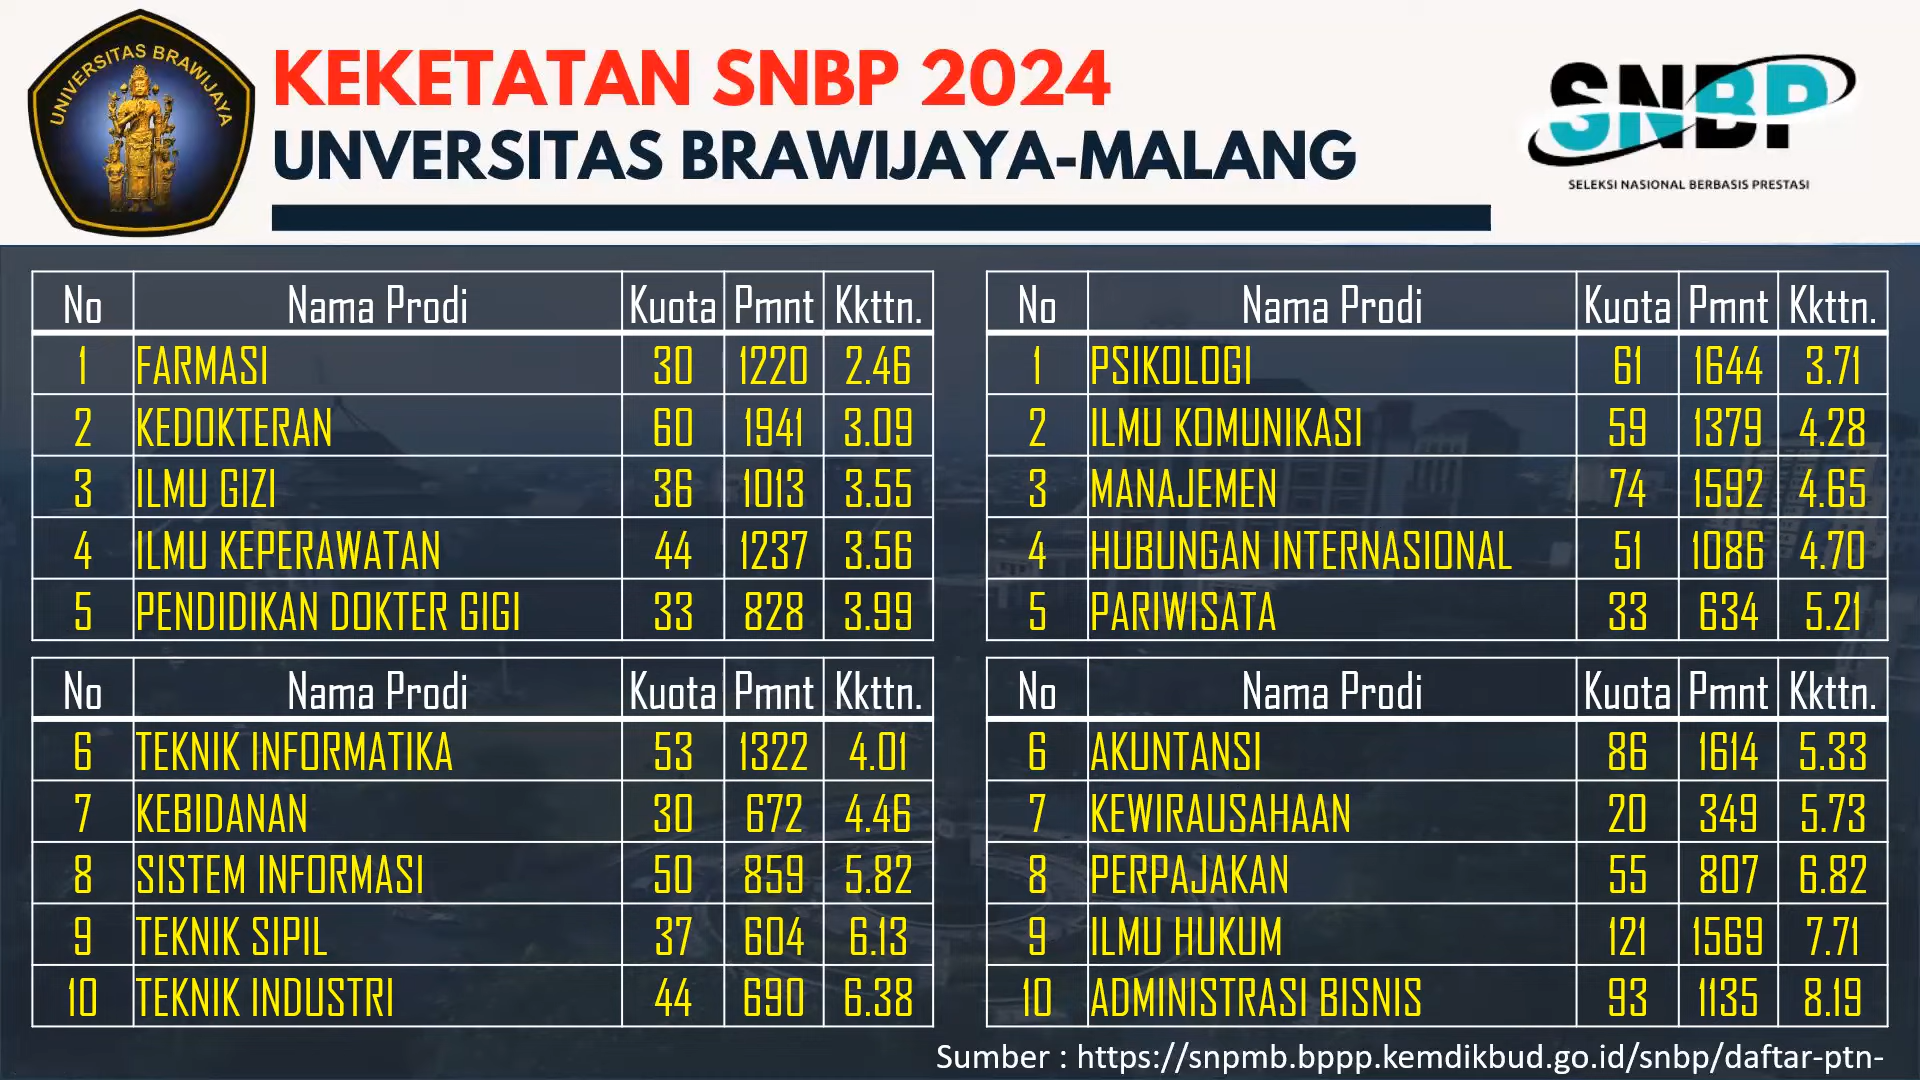 UNIVERSITAS BRAWIJAYA
KEKETATAN SNBP 2024
UNVERSITAS BRAWIJAYA-MALANG
SNBP
SELEKSI NASIONAL BERBASIS PRESTASI
No Nama Prodi Kuota Pmnt Kkttn.
1 FARMASI 30 1220 2.46
2 KEDOKTERAN 60 1941 3.09
3 ILMU GIZI 36 1013 3.55
4 ILMU KEPERAWATAN 44 1237 3.56
5 PENDIDIKAN DOKTER GIGI 33 828 3.99
No Nama Prodi Kuota Pmnt Kkttn.
6 TEKNIK INFORMATIKA 53 1322 4.01
7 KEBIDANAN 30 672 4.46
8 SISTEM INFORMASI 50 859 5.82
9 TEKNIK SIPIL 37 604 6.13
10 TEKNIK INDUSTRI 44 690 6.38
No Nama Prodi Kuota Pmnt Kkttn.
1 PSIKOLOGI 61 1644 3.71
2 ILMU KOMUNIKASI 59 1379 4.28
3 MANAJEMEN 74 1592 4.65
4 HUBUNGAN INTERNASIONAL 51 1086 4.70
5 PARIWISATA 33 634 5.21
No Nama Prodi Kuota Pmnt Kkttn.
6 AKUNTANSI 86 1614 5.33
7 KEWIRAUSAHAAN 20 349 5.73
8 PERPAJAKAN 55 807 6.82
9 ILMU HUKUM 121 1569 7.71
10 ADMINISTRASI BISNIS 93 1135 8.19
Sumber : https://snpmb.bppp.kemdikbud.go.id/snbp/daftar-ptn-